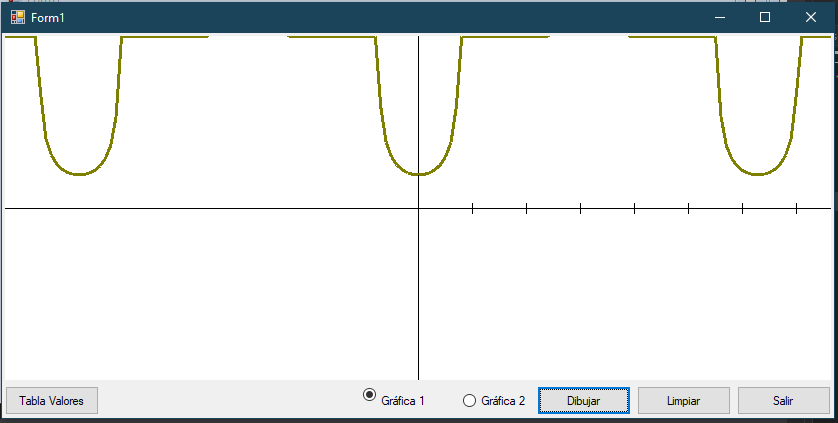 Form1
Tabla Valores
Gráfica 1
Gráfica 2
Dibujar
Limpiar
Salir